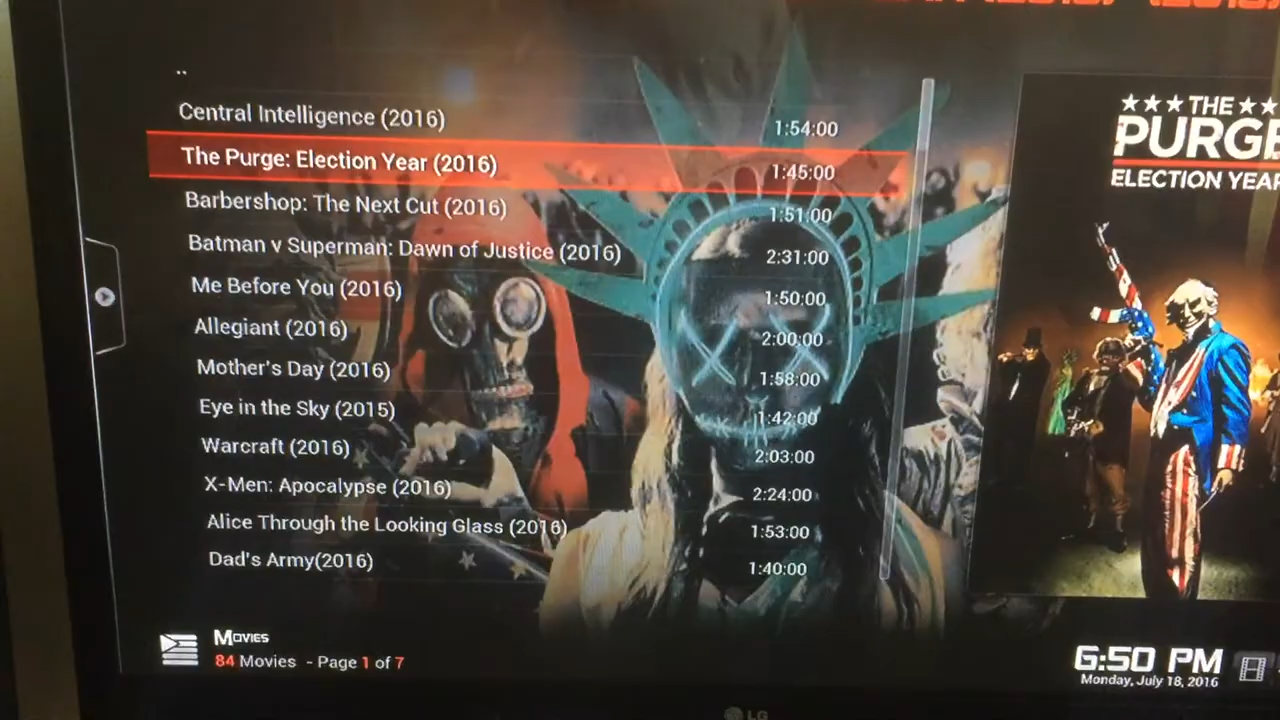 ..
Central Intelligence (2016) 1:54:00
The Purge: Election Year (2016) 1:45:00
Barbershop: The Next Cut (2016) 1:51:00
Batman v Superman: Dawn of Justice (2016) 2:31:00
Me Before You (2016) 1:50:00
Allegiant (2016) 2:00:00
Mother's Day (2016) 1:58:00
Eye in the Sky (2015) 1:42:00
Warcraft (2016) 2:03:00
X-Men: Apocalypse (2016) 2:24:00
Alice Through the Looking Glass (2016) 1:53:00
Dad's Army(2016) 1:40:00
★★★ THE ★★
PURGE
ELECTION YEAR
MOVIES
84 Movies - Page 1 of 7
6:50 PM
Monday, July 18, 2016
LG